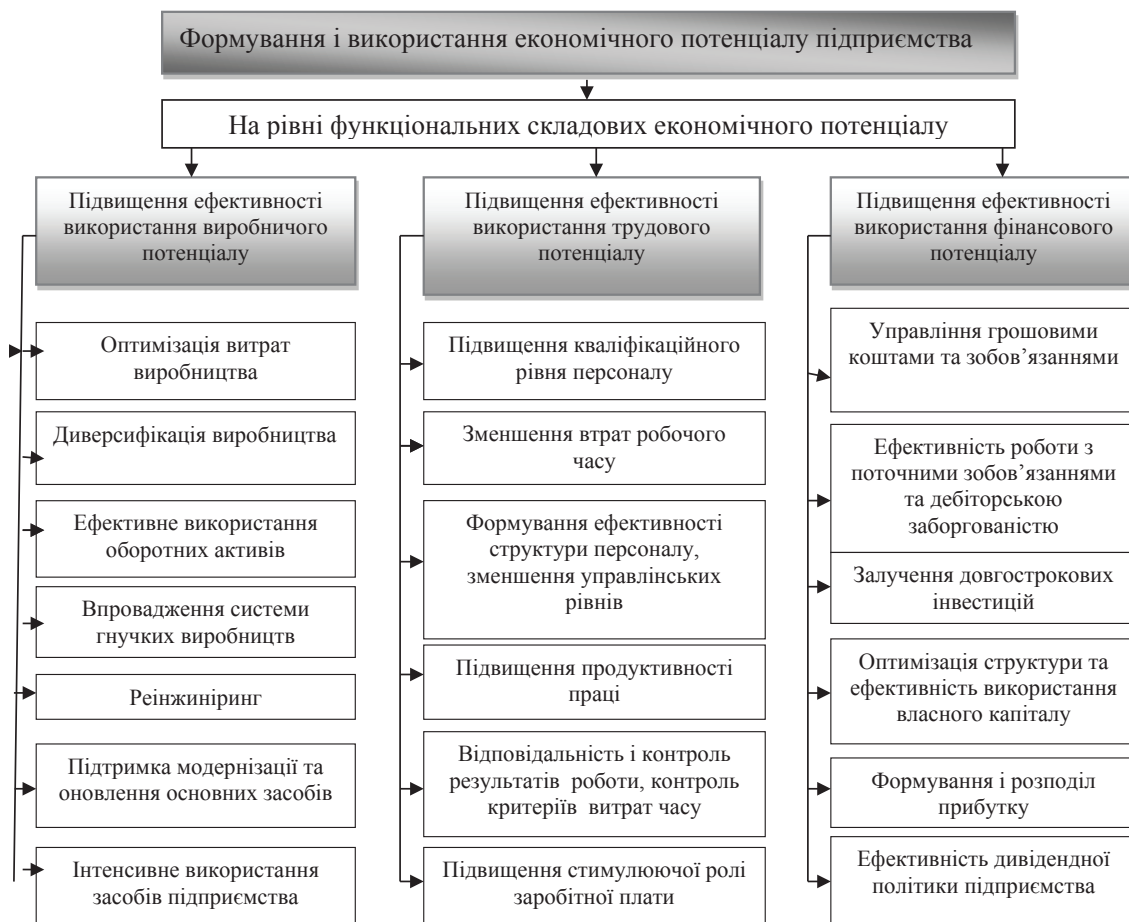 Формування і використання економічного потенціалу підприємства
На рівні функціональних складових економічного потенціалу
Підвищення ефективності
використання виробничого
потенціалу
Оптимізація витрат
виробництва
Диверсифікація виробництва
Ефективне використання
оборотних активів
Впровадження системи
гнучких виробництв
Реінжиніринг
Підтримка модернізації та
оновлення основних засобів
Інтенсивне використання
засобів підприємства
Підвищення ефективності
використання трудового
потенціалу
Підвищення кваліфікаційного
рівня персоналу
Зменшення втрат робочого
часу
Формування ефективності
структури персоналу,
зменшення управлінських
рівнів
Підвищення продуктивності
праці
Відповідальність і контроль
результатів роботи, контроль
критеріїв витрат часу
Підвищення стимулюючої ролі
заробітної плати
Підвищення ефективності
використання фінансового
потенціалу
Управління грошовими
коштами та зобов’язаннями
Ефективність роботи з
поточними зобов’язаннями
та дебіторською
заборгованістю
Залучення довгострокових
інвестицій
Оптимізація структури та
ефективність використання
власного капіталу
Формування і розподіл
прибутку
Ефективність дивідендної
політики підприємства